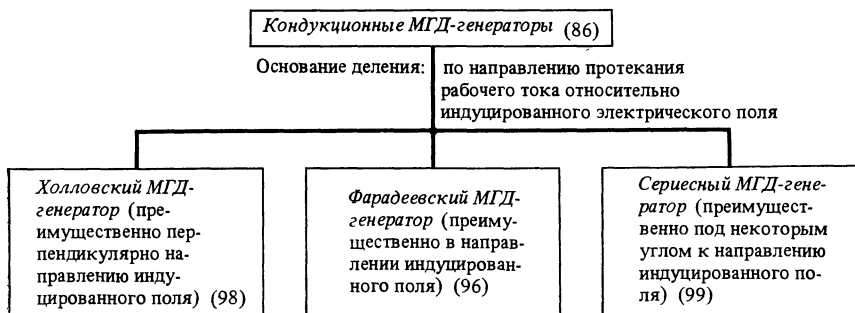 Кондукционные МГД-генераторы (86)
Основание деления: по направлению протекания
рабочего тока относительно
индуцированного электрического поля
Холловский МГД-
генератор (пре-
имущественно пер-
пендикулярно на-
правлению инду-
цированного поля) (98)
Фарадеевский МГД-
генератор (преиму-
щественно в направ-
лении индуцирован-
ного поля) (96)
Сериесный МГД-гене-
ратор (преимущест-
венно под некоторым
углом к направлению
индуцированного по-
ля) (99)